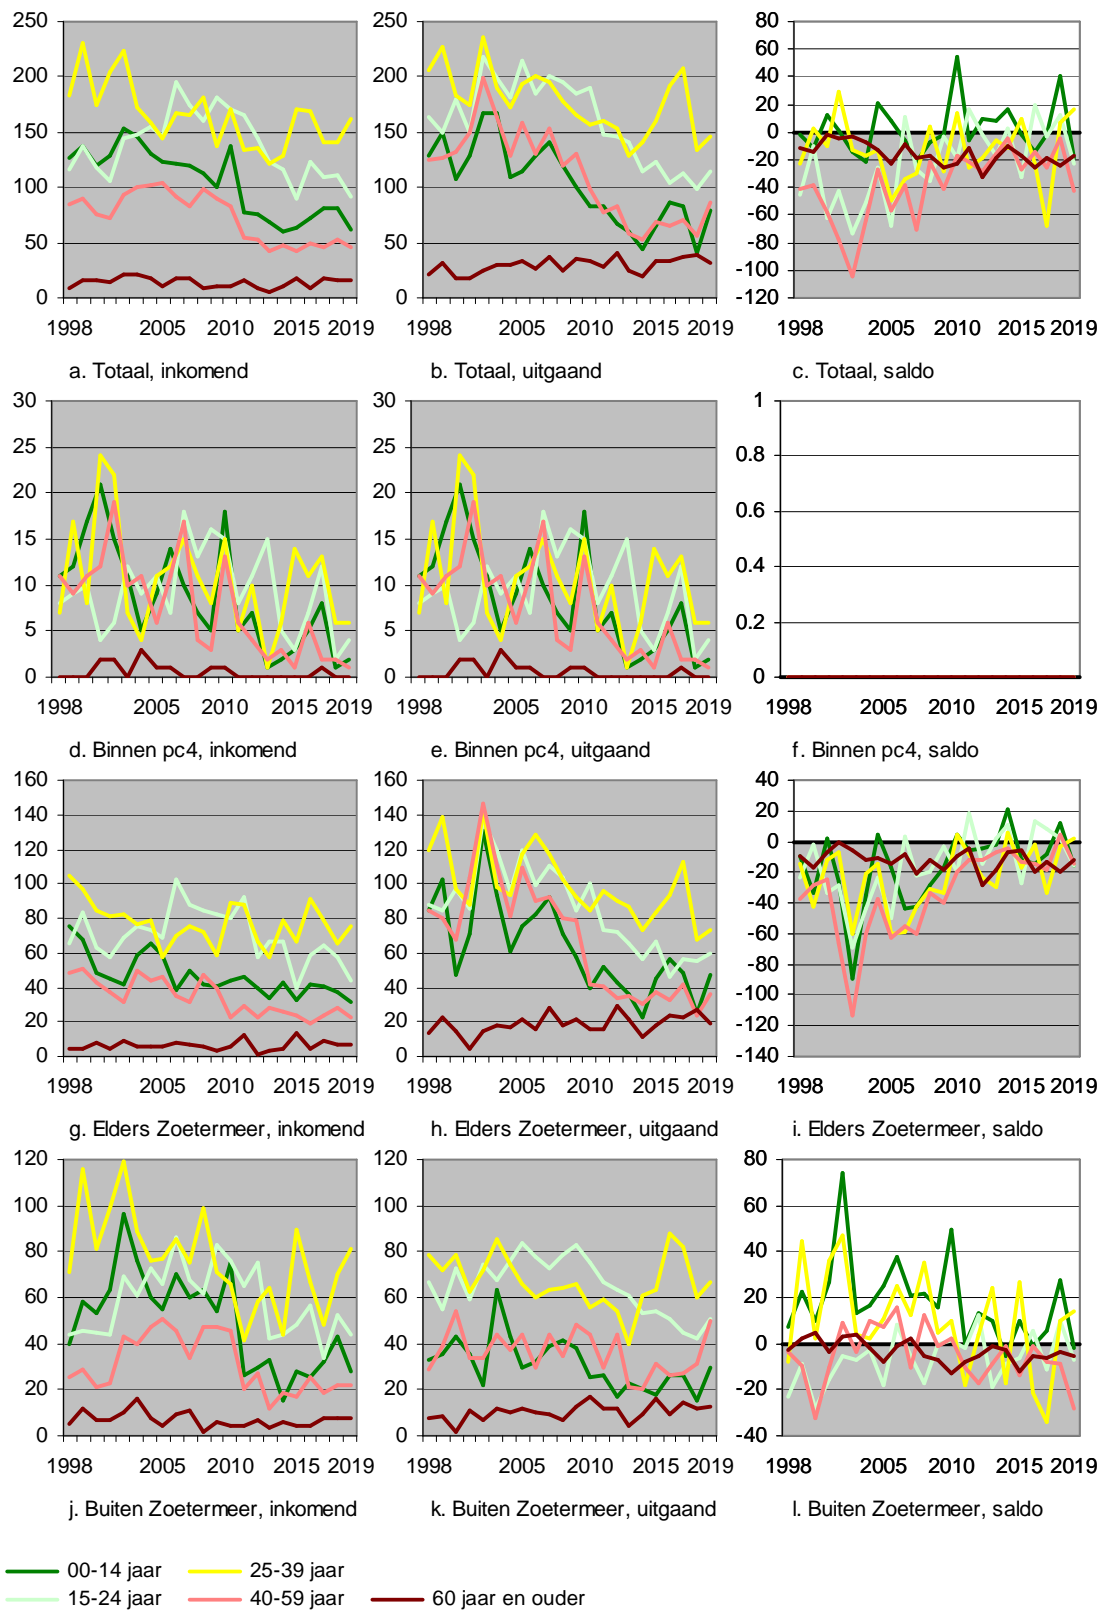 250 250 80
200 200 60
150 150 40
100 100 20
50 50 0
0 0 -20
-40
-60
-80
-100
-120
1998 2005 2010 2019 1998 2005 2010 2019 1998 2005 2010 2015 2019
a. Totaal, inkomend b. Totaal, uitgaand c. Totaal, saldo
30 30 1
25 25 0.8
20 20 0.6
15 15 0.4
10 10 0.2
5 5 0
0 0
1998 2005 2010 2019 1998 2005 2010 2019 1998 2005 2010 2015 2019
d. Binnen pc4, inkomend e. Binnen pc4, uitgaand f. Binnen pc4, saldo
160 160 40
140 140 20
120 120 0
100 100 -20
80 80 -40
60 60 -60
40 40 -80
20 20 -100
0 0 -120
-140
1998 2005 2010 2019 1998 2005 2010 2019 1998 2005 2010 2015 2019
g. Elders Zoetermeer, inkomend h. Elders Zoetermeer, uitgaand i. Elders Zoetermeer, saldo
120 120 80
100 100 60
80 80 40
60 60 20
40 40 0
20 20 -20
0 0 -40
1998 2005 2010 2019 1998 2005 2010 2019 1998 2005 2010 2015 2019
j. Buiten Zoetermeer, inkomend k. Buiten Zoetermeer, uitgaand l. Buiten Zoetermeer, saldo
00-14 jaar 25-39 jaar
15-24 jaar 40-59 jaar 60 jaar en ouder